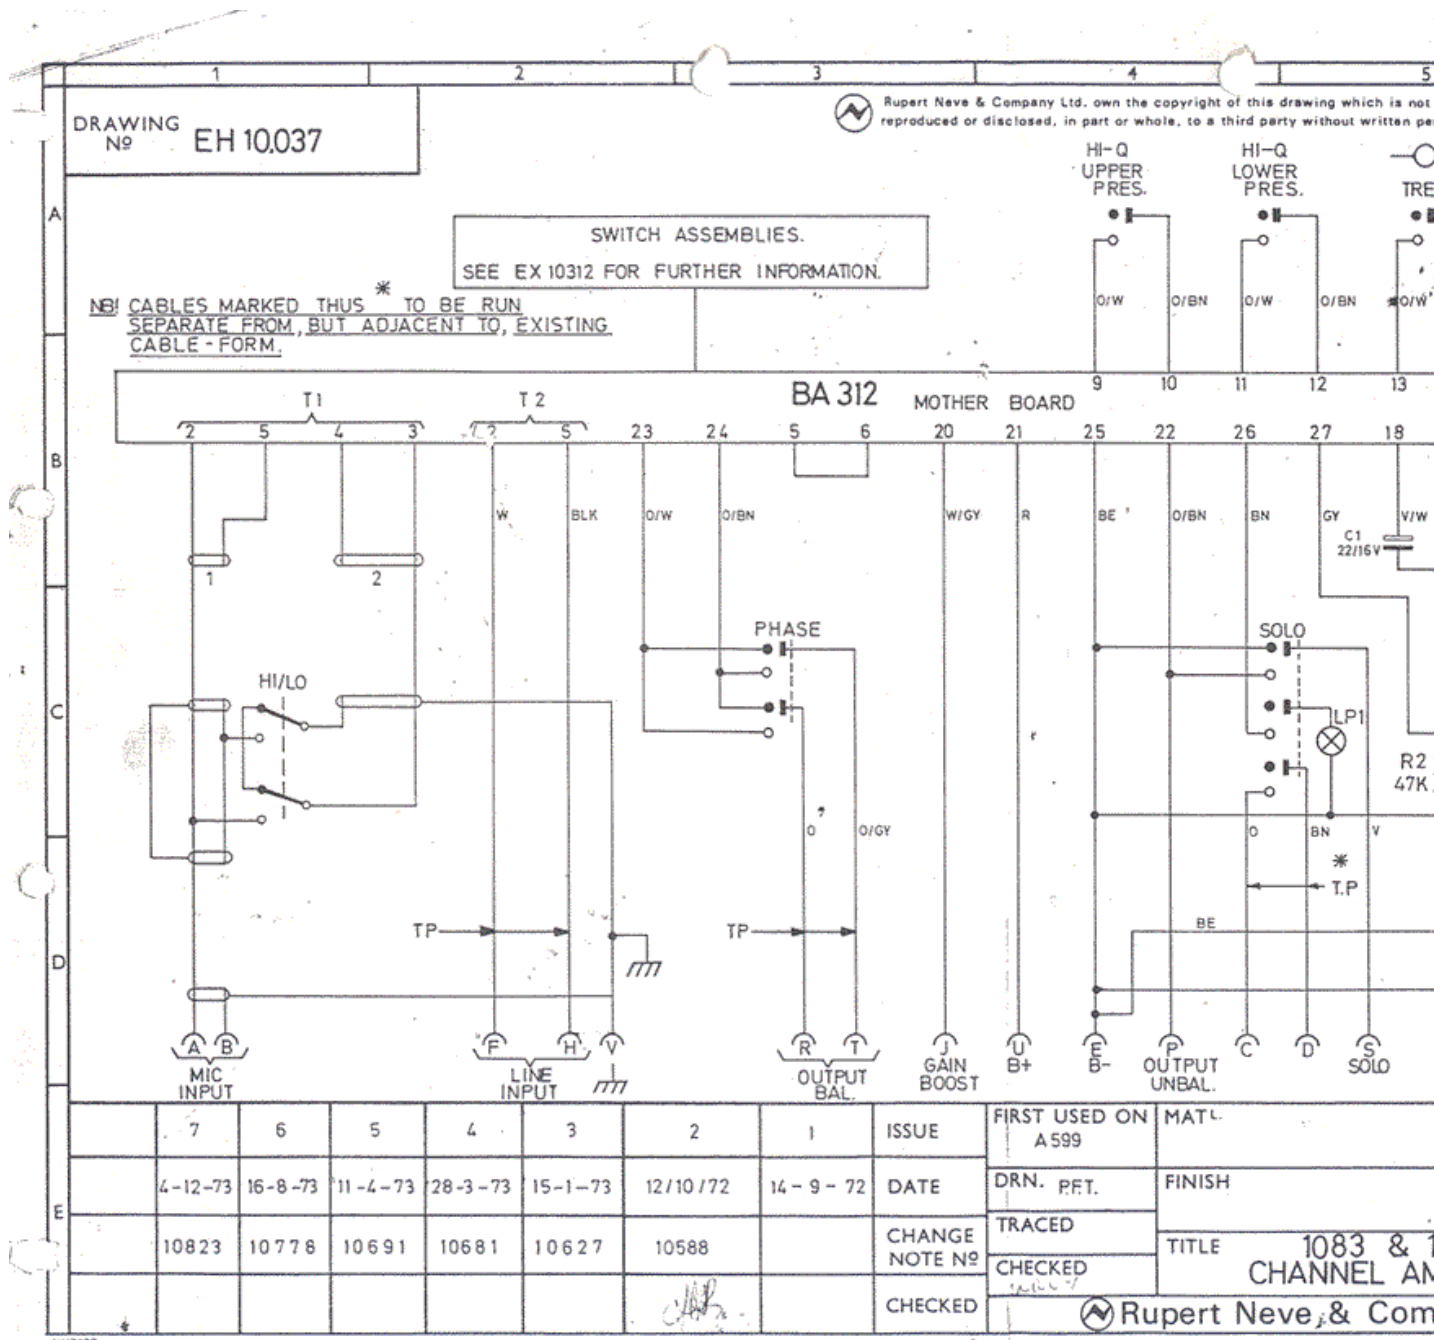 1 2 3 4 5
DRAWING
Nº EH 10,037
Rupert Neve & Company Ltd. own the copyright of this drawing which is not
reproduced or disclosed, in part or whole, to a third party without written pe
HI-Q
UPPER
PRES.
HI-Q
LOWER
PRES.
TRE
A
SWITCH ASSEMBLIES.
SEE EX 10312 FOR FURTHER INFORMATION.
NB! CABLES MARKED THUS * TO BE RUN
SEPARATE FROM, BUT ADJACENT TO, EXISTING
CABLE-FORM.
O/W O/BN O/W O/BN *O/W
9 10 11 12 13
BA 312 MOTHER BOARD
T1 T2
2 5 4 3 2 5 23 24 5 6 20 21 25 22 26 27 18
B
W BLK O/W O/BN W/GY R BE O/BN BN GY V/W
C1
22/16V
1 2
PHASE SOLO
HI/LO
C
LP1
R2
47K
O O/GY O BN V
*
T.P
TP TP
BE
D
A B F H V R T J U E P C D S
MIC
INPUT
LINE
INPUT
OUTPUT
BAL.
GAIN
BOOST
B+
B-
OUTPUT
UNBAL.
SOLO
E
7 6 5 4 3 2 1 ISSUE
4-12-73 16-8-73 11-4-73 28-3-73 15-1-73 12/10/72 14-9-72 DATE
10823 10778 10691 10681 10627 10588 CHANGE
NOTE Nº
CHECKED
FIRST USED ON
A 599
MATL.
DRN. P.F.T.
FINISH
TRACED
CHECKED
TITLE 1083 & 1
CHANNEL AM
Rupert Neve & Com